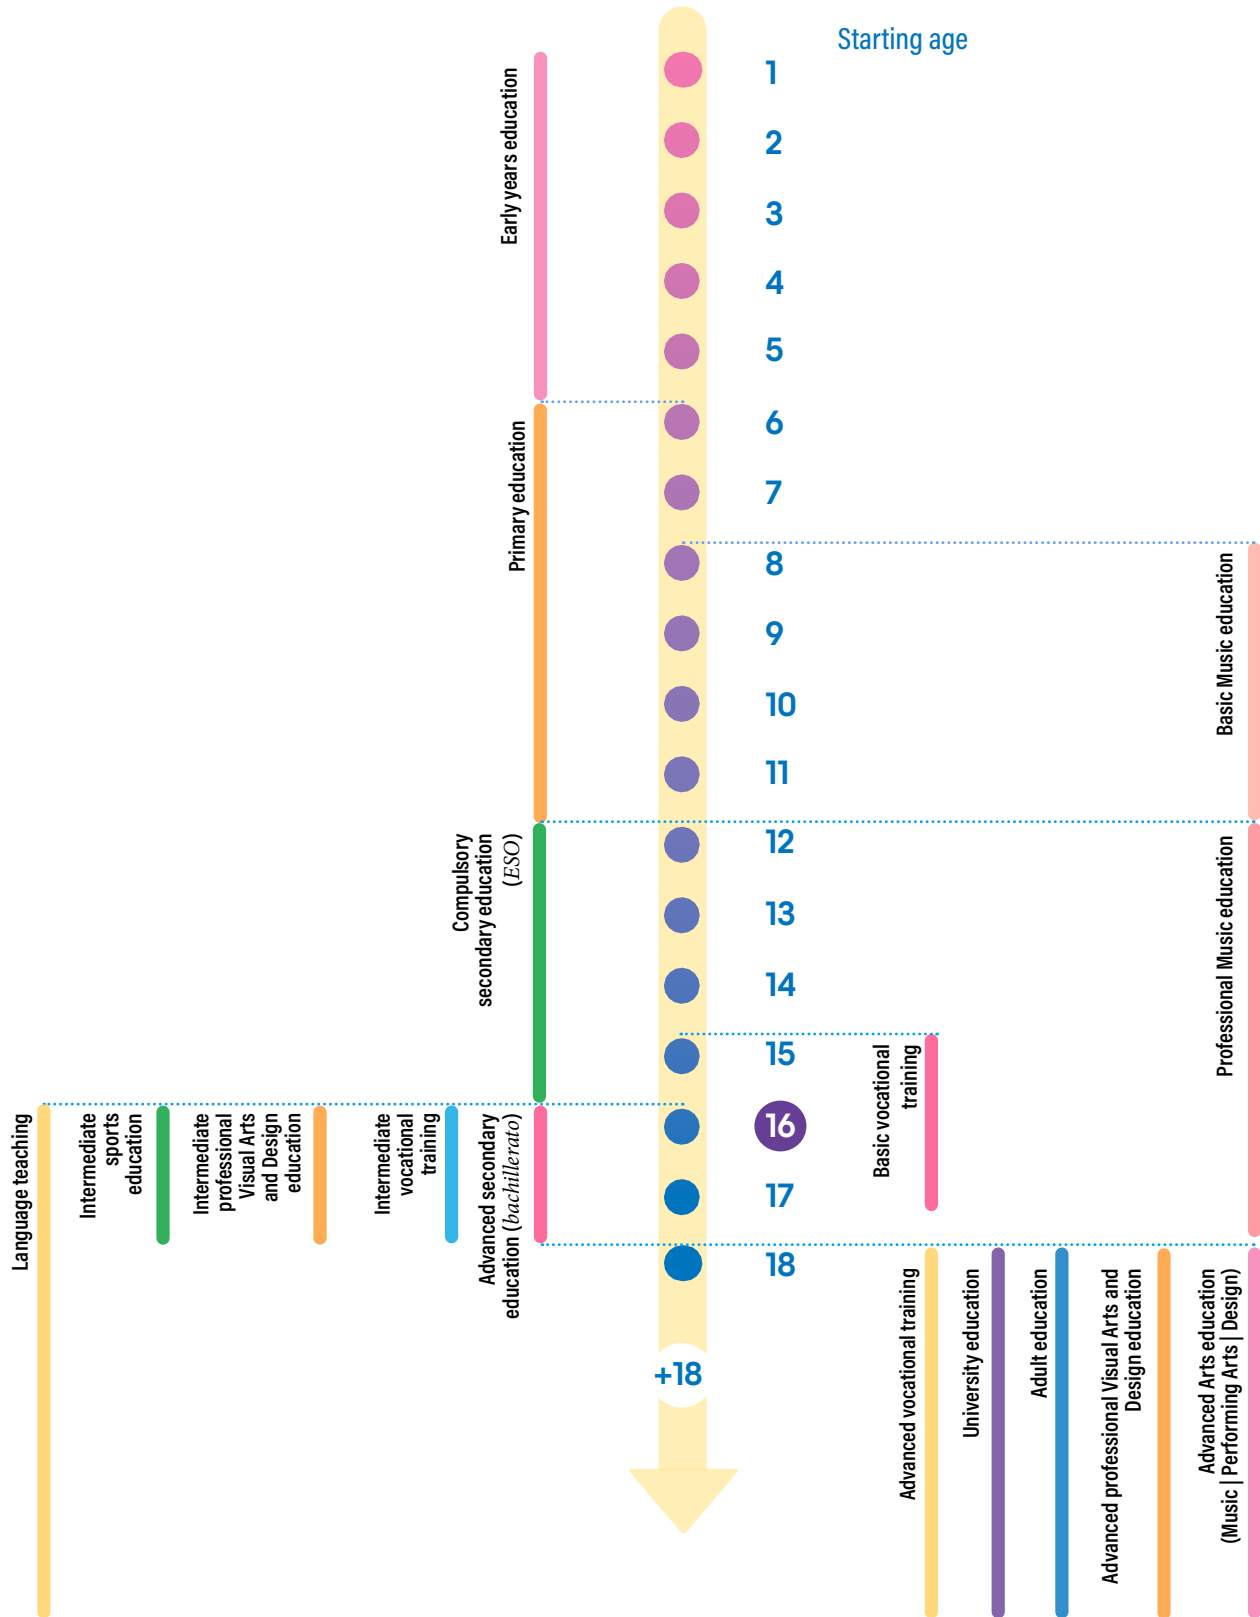 Starting age
1
2
3
4
5
6
7
8
9
10
11
12
13
14
15
16
17
18
+18
Early years education
Primary education
Compulsory
secondary education
(ESO)
Advanced secondary
education (bachillerato)
Intermediate
vocational
training
Intermediate
professional
Visual Arts
and Design
education
Intermediate
sports
education
Language teaching
Basic Music education
Professional Music education
Basic vocational
training
Advanced vocational training
University education
Adult education
Advanced professional Visual Arts and
Design education
Advanced Arts education
(Music | Performing Arts | Design)